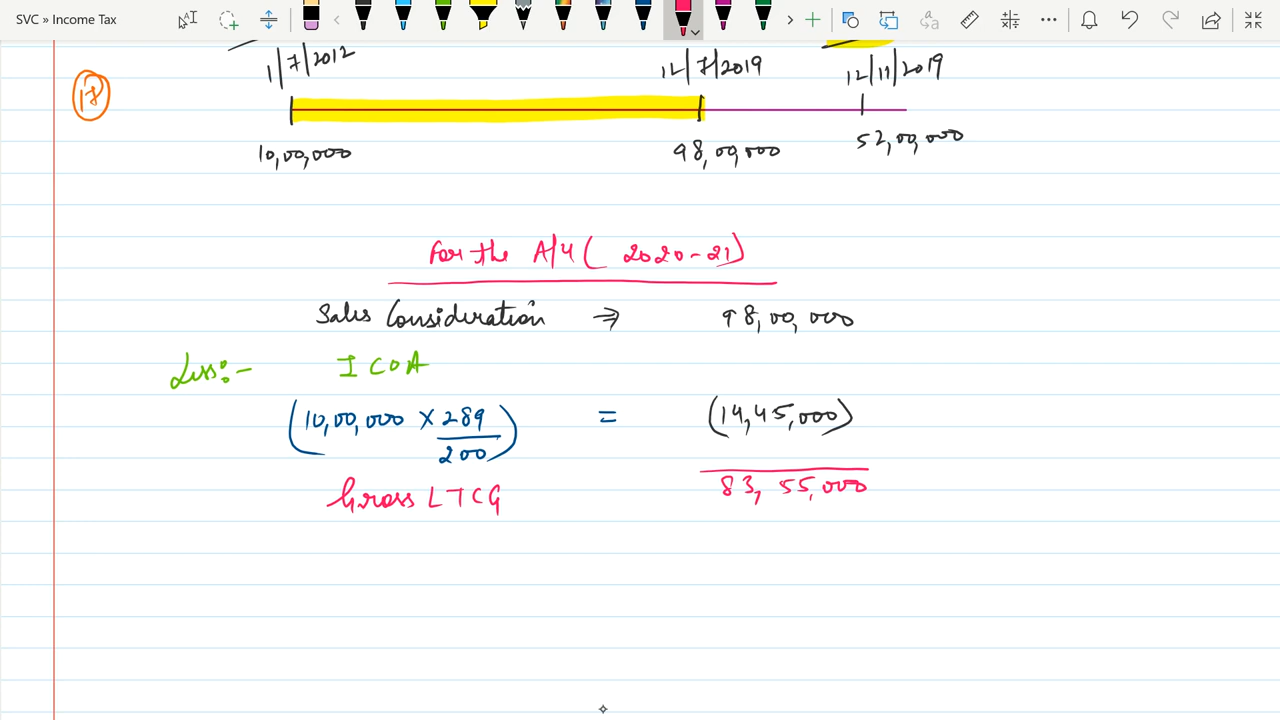 SVC » Income Tax
1/7/2012 12/7/2019 12/11/2019
17
10,00,000 98,00,000 52,00,000
For the A/Y ( 2020-21)
Sales Consideration ⇒ 98,00,000
Less:- ICOA
(10,00,000 × 289/200) = (14,45,000)
Gross LTCG 83,55,000